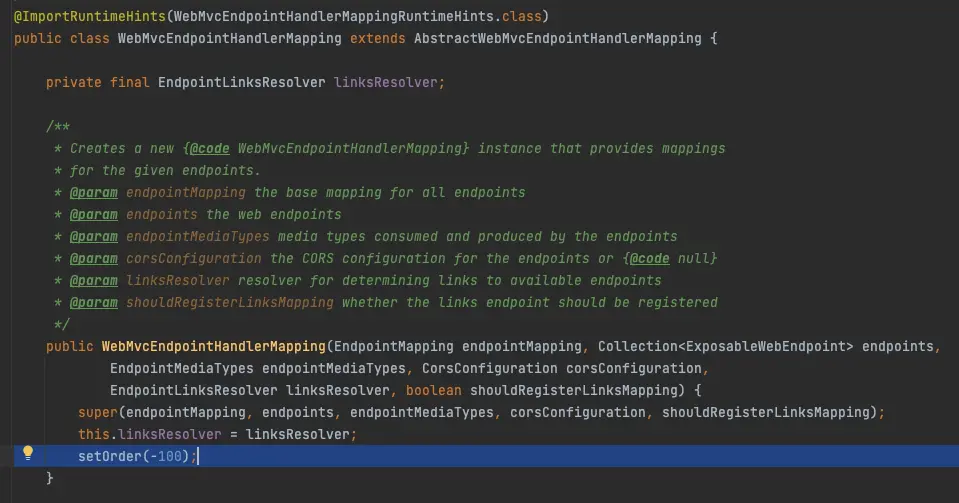 @ImportRuntimeHints(WebMvcEndpointHandlerMappingRuntimeHints.class)
public class WebMvcEndpointHandlerMapping extends AbstractWebMvcEndpointHandlerMapping {
private final EndpointLinksResolver linksResolver;
/**
* Creates a new {@code WebMvcEndpointHandlerMapping} instance that provides mappings
* for the given endpoints.
* @param endpointMapping the base mapping for all endpoints
* @param endpoints the web endpoints
* @param endpointMediaTypes media types consumed and produced by the endpoints
* @param corsConfiguration the CORS configuration for the endpoints or {@code null}
* @param linksResolver resolver for determining links to available endpoints
* @param shouldRegisterLinksMapping whether the links endpoint should be registered
*/
public WebMvcEndpointHandlerMapping(EndpointMapping endpointMapping, Collection<ExposableWebEndpoint> endpoints,
EndpointMediaTypes endpointMediaTypes, CorsConfiguration corsConfiguration,
EndpointLinksResolver linksResolver, boolean shouldRegisterLinksMapping) {
super(endpointMapping, endpoints, endpointMediaTypes, corsConfiguration, shouldRegisterLinksMapping);
this.linksResolver = linksResolver;
setOrder(-100);
}